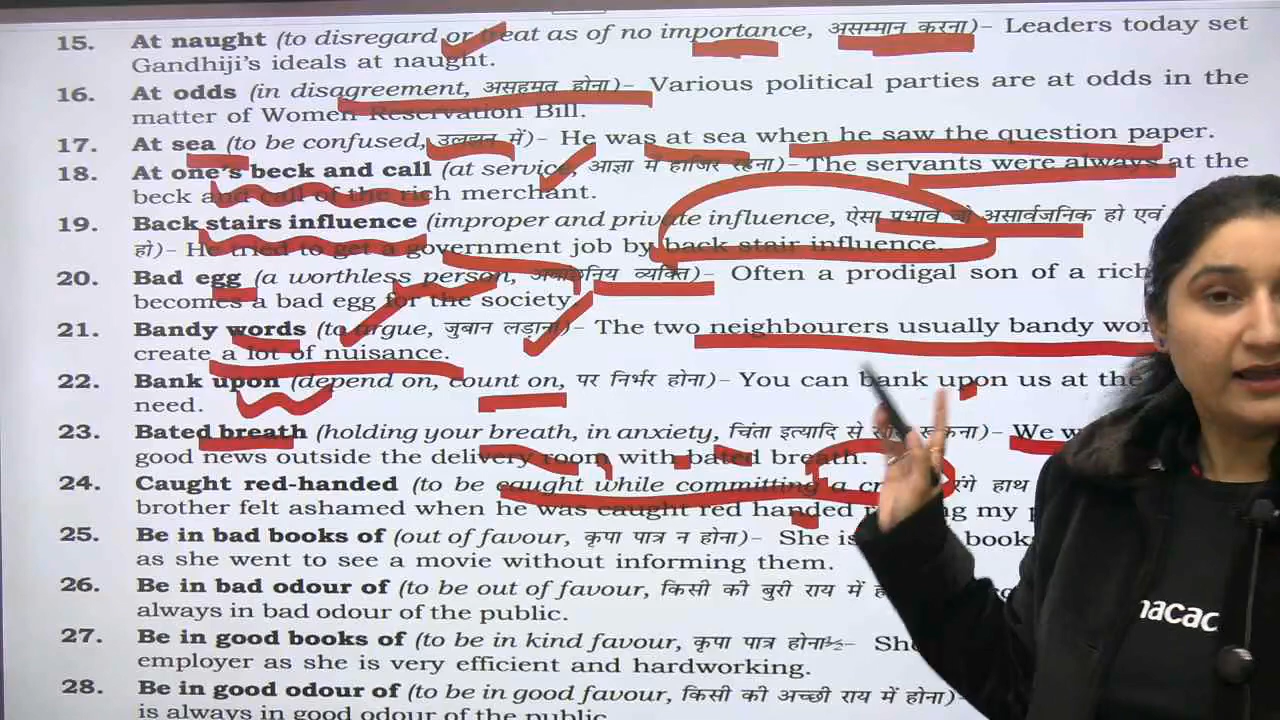 15. At naught (to disregard or treat as of no importance, असम्मान करना)- Leaders today set
Gandhiji's ideals at naught.
16. At odds (in disagreement, असहमत होना)- Various political parties are at odds in the
matter of Women Reservation Bill.
17. At sea (to be confused, उलझन में)- He was at sea when he saw the question paper.
18. At one's beck and call (at service, आज्ञा में हाजिर रहना)- The servants were always at the
beck and call of the rich merchant.
19. Back stairs influence (improper and private influence, ऐसा प्रभाव जो असार्वजनिक हो एवं
हो)- He tried to get a government job by back stair influence.
20. Bad egg (a worthless person, अवांछनिय व्यक्ति)- Often a prodigal son of a rich
becomes a bad egg for the society.
21. Bandy words (to argue, जुबान लड़ाना)- The two neighbourers usually bandy
create a lot of nuisance.
22. Bank upon (depend on, count on, पर निर्भर होना)- You can bank upon us at the
need.
23. Bated breath (holding your breath, in anxiety, चिंता इत्यादि से सांस रुकना)- We
good news outside the delivery room with bated breath.
24. Caught red-handed (to be caught while committing a रंगे हाथ
brother felt ashamed when he was caught red handed my
25. Be in bad books of (out of favour, कृपा पात्र न होना)- She is books
as she went to see a movie without informing them.
26. Be in bad odour of (to be out of favour, किसी की बुरी राय में
always in bad odour of the public.
27. Be in good books of (to be in kind favour, कृपा पात्र होना½- She
employer as she is very efficient and hardworking.
28. Be in good odour of (to be in good favour, किसी की अच्छी राय में होना)-
is always in good odour of the public.